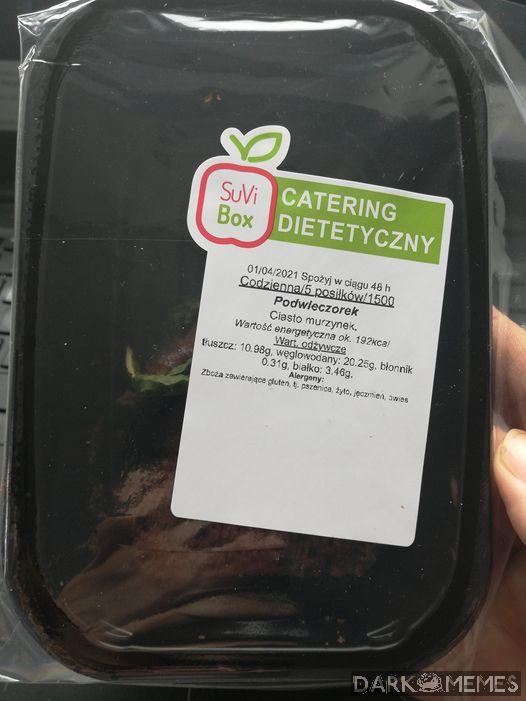 SuVi
Box
CATERING
DIETETYCZNY
01/04/2021 Spożyj w ciągu 48 h
Codzienna/5 posiłków/1500
Podwieczorek
Ciasto murzynek.
Wartość energetyczna ok. 192kcal
Wart. odżywcze
tłuszcz: 10.98g, węglowodany: 20.25g, błonnik
0.31g, białko: 3.46g,
Alergeny:
Zboża zawierające gluten, tj. pszenica, żyto, jęczmień, owies
DARK MEMES